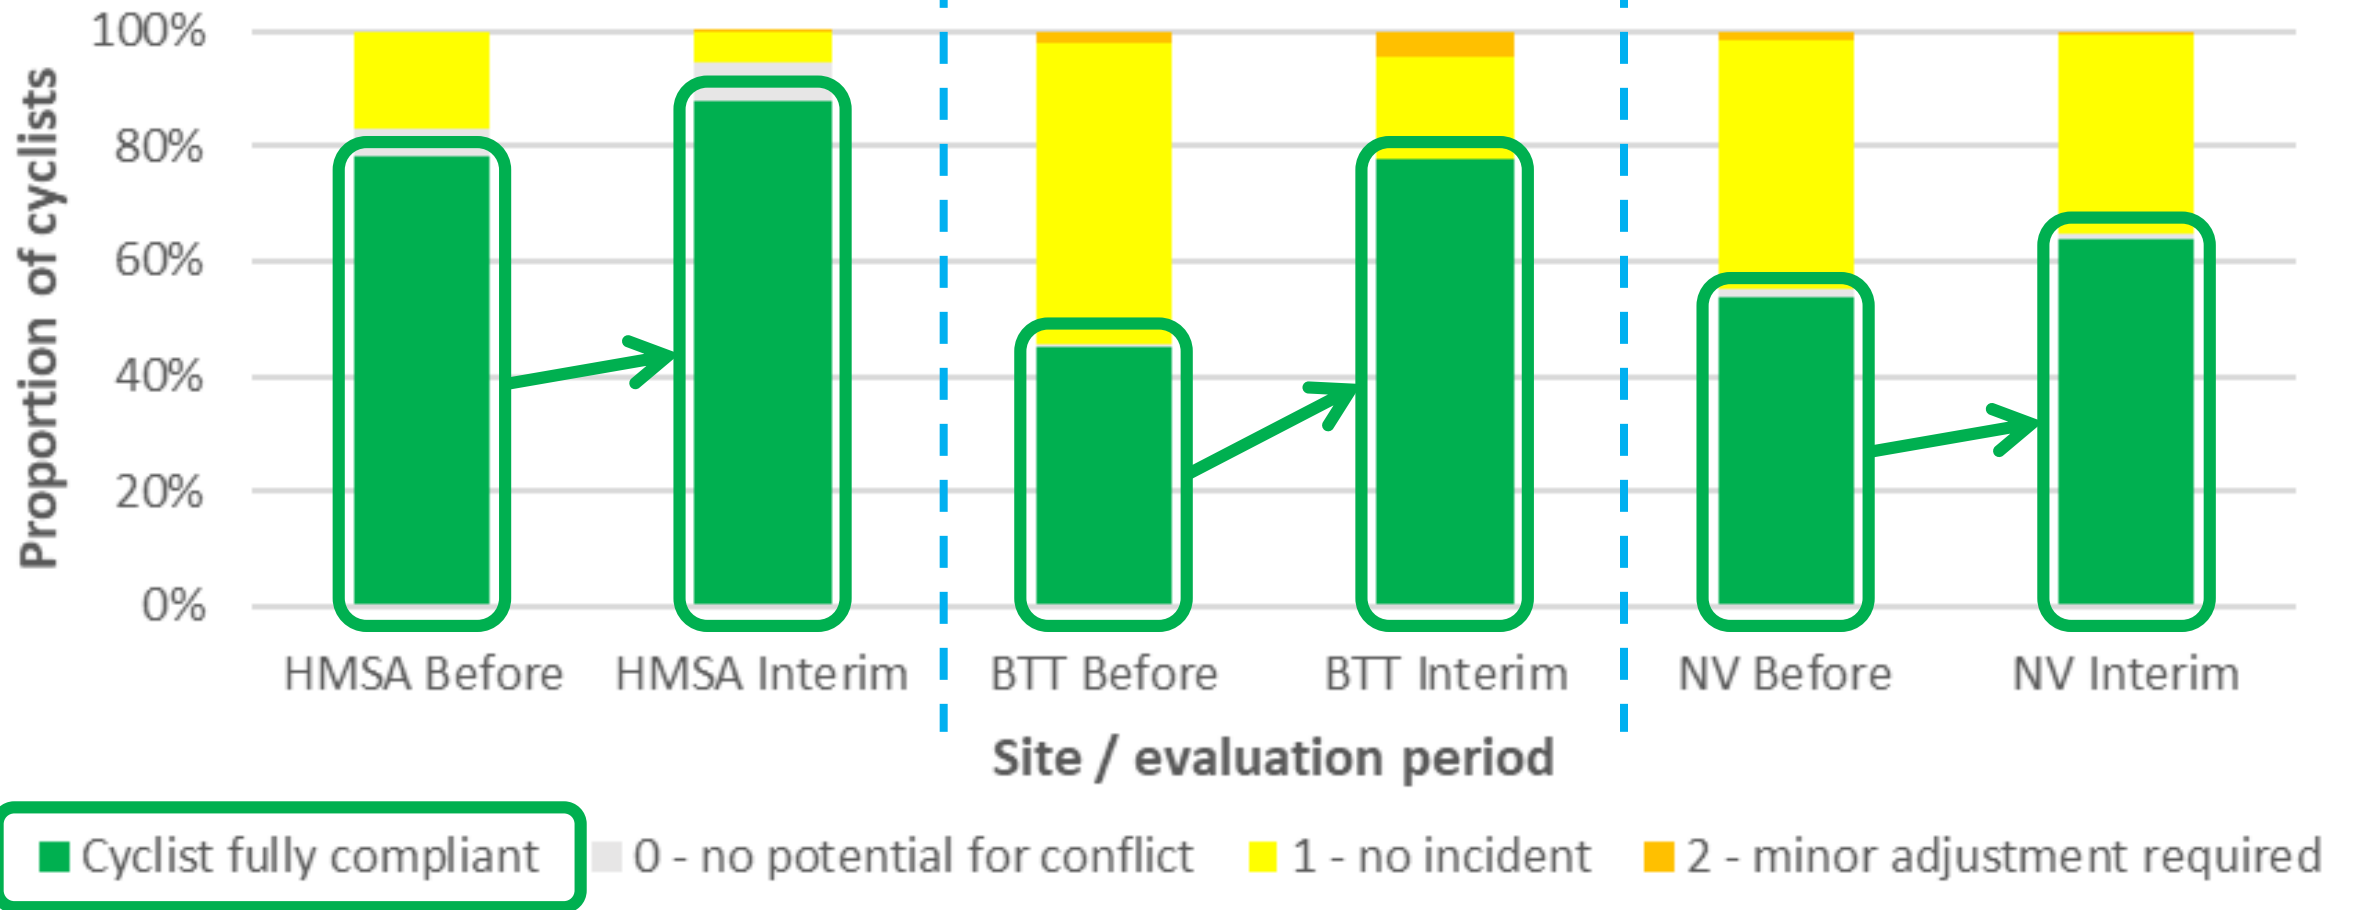 100%
80%
60%
40%
20%
0%
Proportion of cyclists
HMSA Before HMSA Interim BTT Before BTT Interim NV Before NV Interim
Site / evaluation period
Cyclist fully compliant 0 - no potential for conflict 1 - no incident 2 - minor adjustment required